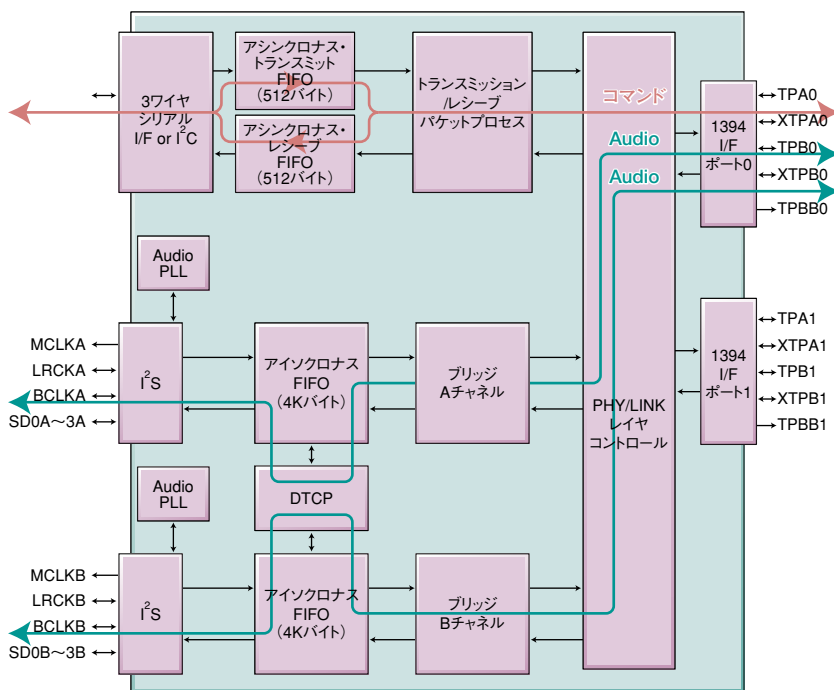 3ワイヤ
シリアル
I/F or I²C
アシンクロナス・
トランスミット
FIFO
(512バイト)
アシンクロナス・
レシーブ
FIFO
(512バイト)
トランスミッション
/レシーブ
パケットプロセス
コマンド
Audio
Audio
1394
I/F
ポート0
TPA0
XTPA0
TPB0
XTPB0
TPBB0
Audio
PLL
MCLKA
LRCKA
BCLKA
SD0A～3A
I²S
アイソクロナス
FIFO
(4Kバイト)
ブリッジ
Aチャネル
PHY/LINK
レイヤ
コントロール
1394
I/F
ポート1
TPA1
XTPA1
TPB1
XTPB1
TPBB1
Audio
PLL
DTCP
MCLKB
LRCKB
BCLKB
SD0B～3B
I²S
アイソクロナス
FIFO
(4Kバイト)
ブリッジ
Bチャネル